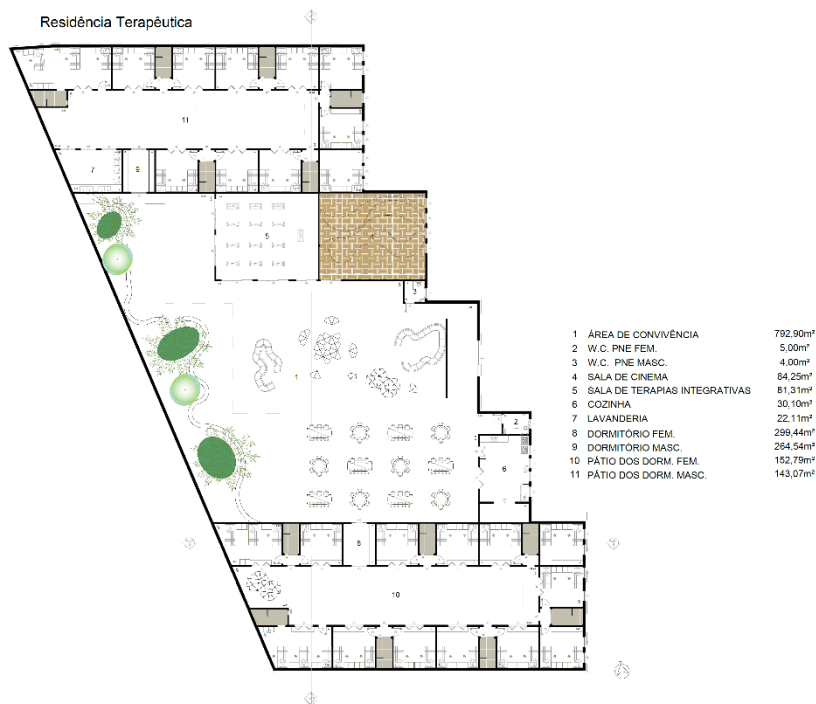 Residência Terapêutica
11
7
9
5
3
1
2
6
8
10
1 ÁREA DE CONVIVÊNCIA 792,90m²
2 W.C. PNE FEM. 5,00m²
3 W.C. PNE MASC. 4,00m²
4 SALA DE CINEMA 84,25m²
5 SALA DE TERAPIAS INTEGRATIVAS 81,31m²
6 COZINHA 30,10m²
7 LAVANDERIA 22,11m²
8 DORMITÓRIO FEM. 299,44m²
9 DORMITÓRIO MASC. 264,54m²
10 PÁTIO DOS DORM. FEM. 152,79m²
11 PÁTIO DOS DORM. MASC. 143,07m²